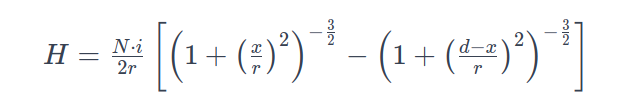 H = \frac{N \cdot i}{2r} \left[ \left( 1 + \left( \frac{x}{r} \right)^2 \right)^{-\frac{3}{2}} - \left( 1 + \left( \frac{d-x}{r} \right)^2 \right)^{-\frac{3}{2}} \right]